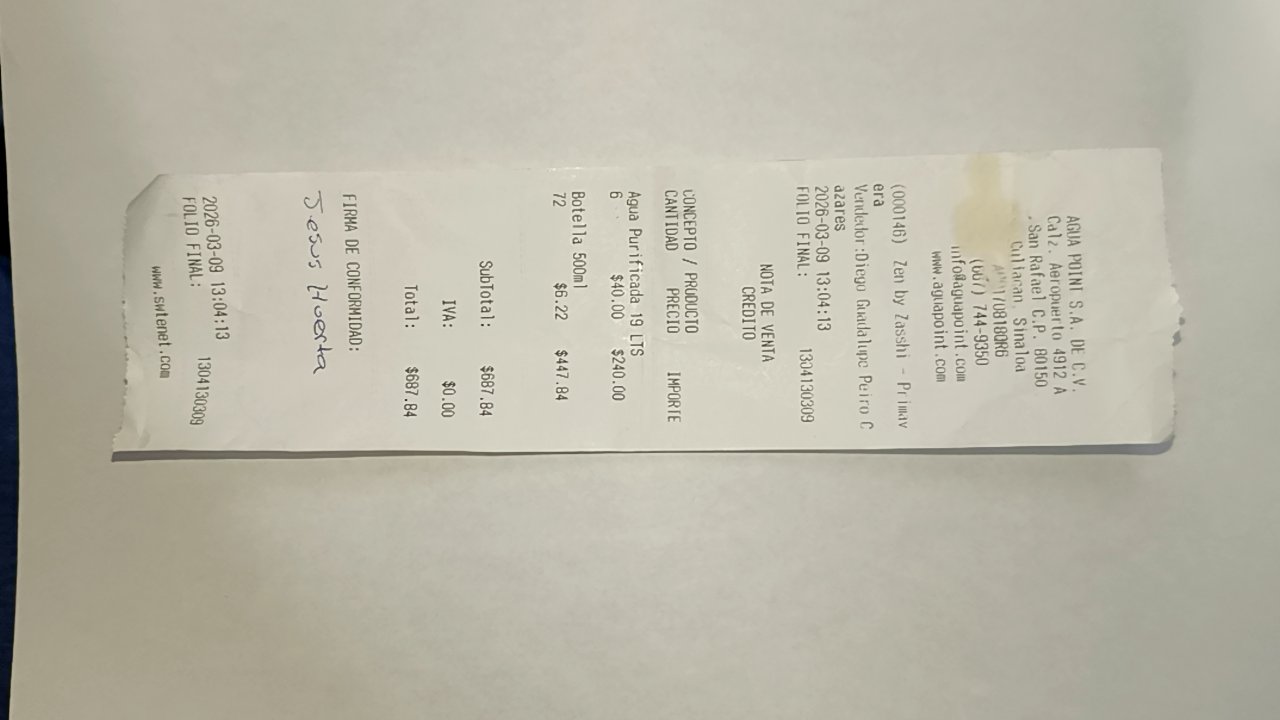 AGUA POINT S.A. DE C.V.
Calz. Aeropuerto 4912 A
, San Rafael C.P. 80150
Culiacan, Sinaloa
(667) 744-9350
info@aguapoint.com
www.aguapoint.com
(000146) Zen by Zasshi - Primav
era
Vendedor:Diego Guadalupe Peiro C
azares
2026-03-09 13:04:13
FOLIO FINAL: 1304130309
NOTA DE VENTA
CREDITO
CONCEPTO / PRODUCTO
CANTIDAD PRECIO IMPORTE
Agua Purificada 19 LTS
6 $40.00 $240.00
Botella 500ml
72 $6.22 $447.84
SubTotal: $687.84
IVA: $0.00
Total: $687.84
FIRMA DE CONFORMIDAD:
Jesus Huerta
2026-03-09 13:04:13
FOLIO FINAL: 1304130309
www.swtenet.com